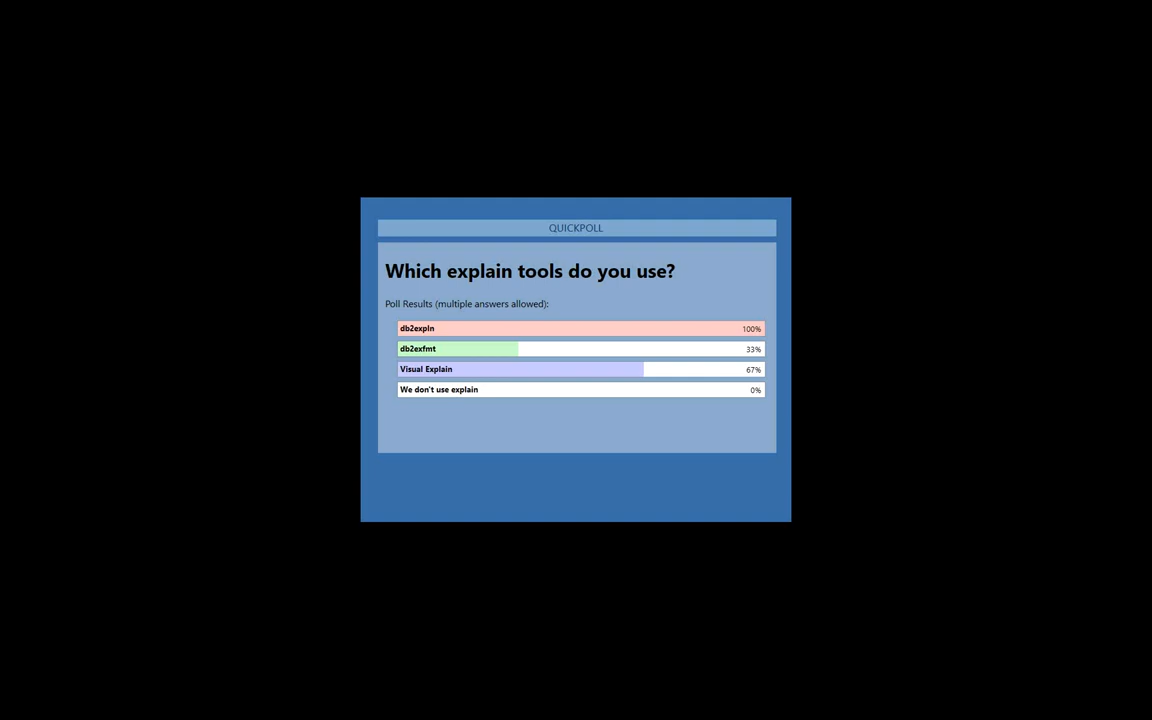 QUICKPOLL
Which explain tools do you use?
Poll Results (multiple answers allowed):
db2expln 100%
db2exfmt 33%
Visual Explain 67%
We don't use explain 0%